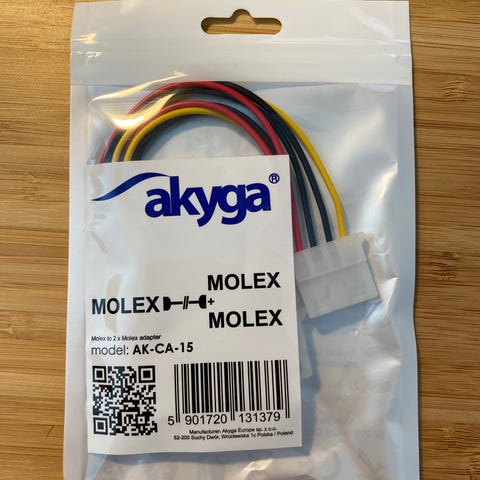 akyga®
MOLEX
MOLEX +
MOLEX
Molex to 2 x Molex adapter
model: AK-CA-15
5 901720 131379
Manufacturer: Akyga Europe sp. z o.o.
52-200 Suchy Dwór, Wrocławska 1c Polska / Poland